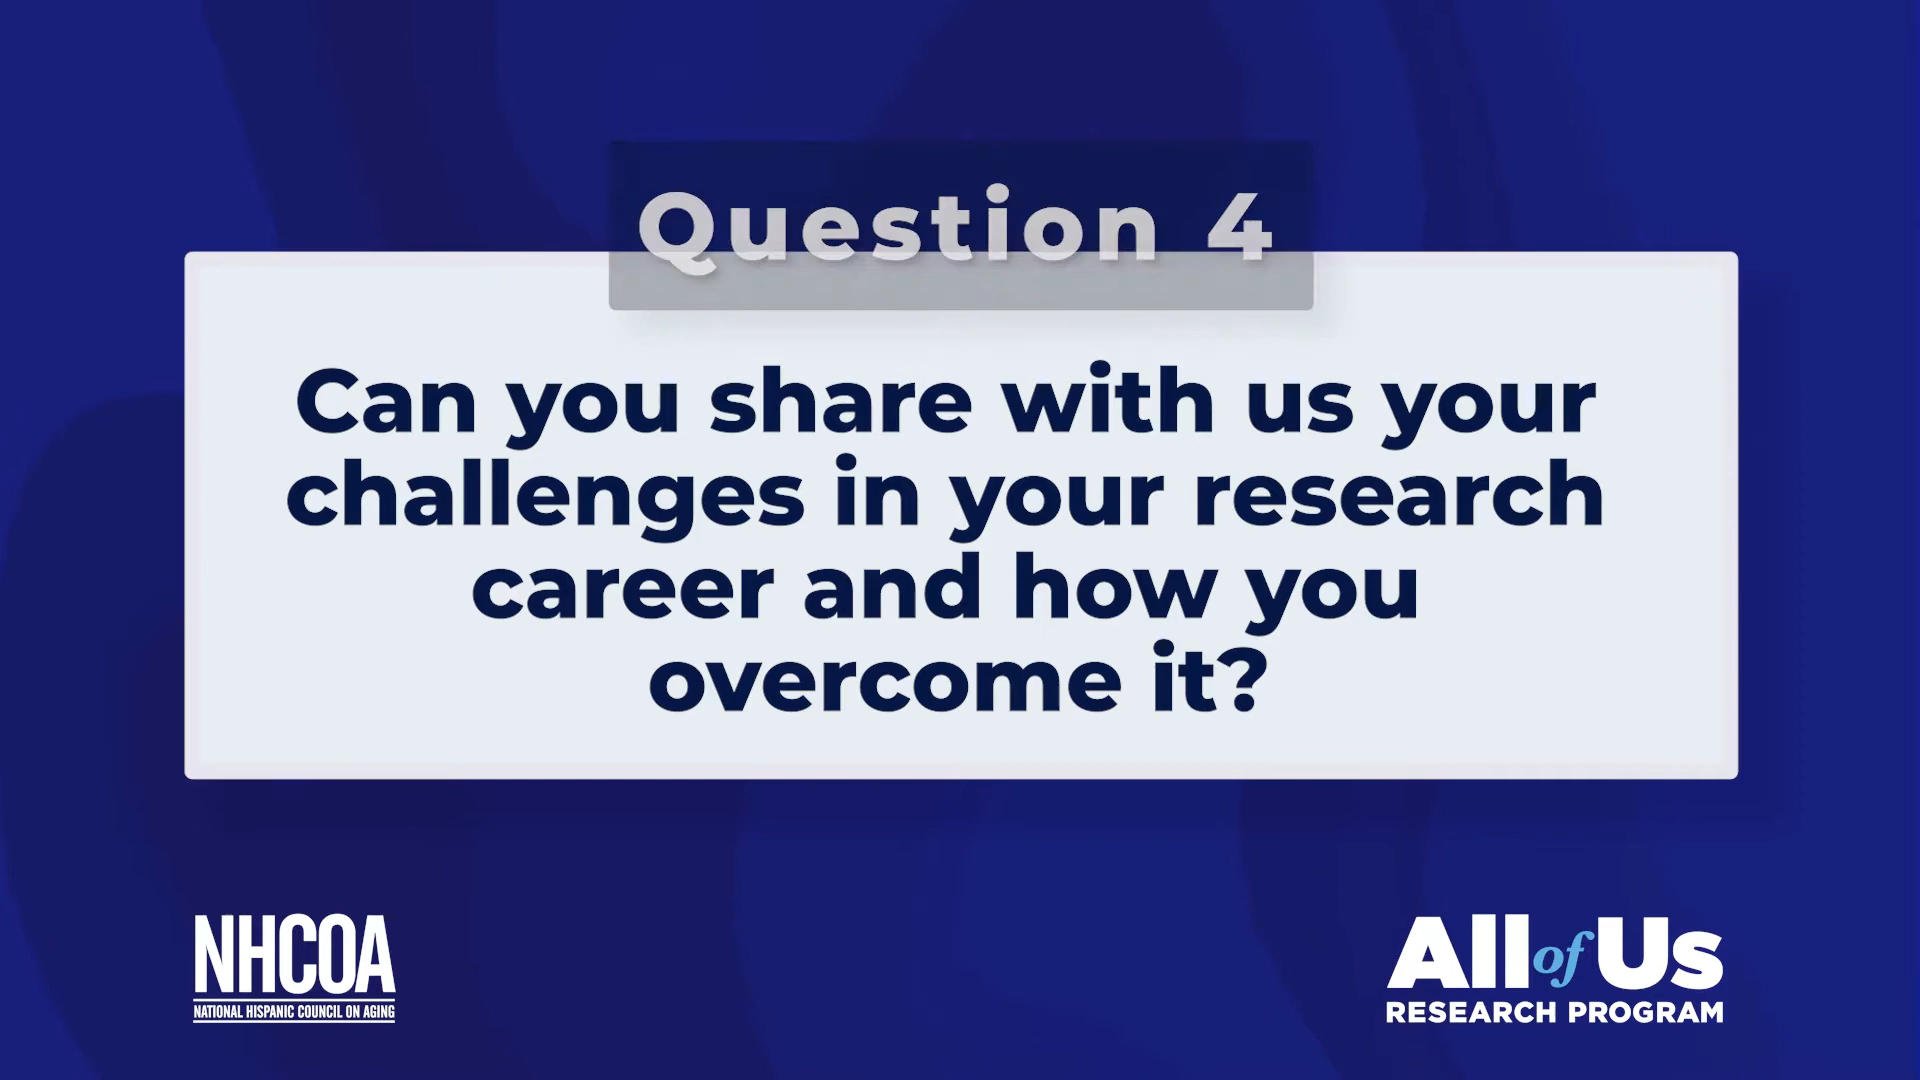 Question 4
Can you share with us your
challenges in your research
career and how you
overcome it?
NHCOA
NATIONAL HISPANIC COUNCIL ON AGING
All of Us
RESEARCH PROGRAM